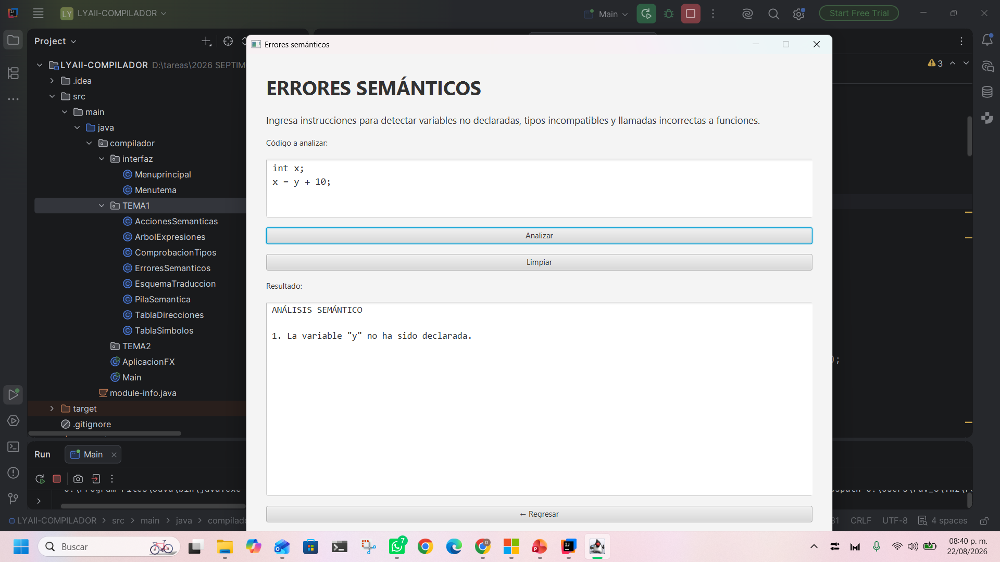 LY
LYAII-COMPILADOR
Main
Start Free Trial
Project
LYAII-COMPILADOR D:\tareas\2026 SEPTIM
.idea
src
main
java
compilador
interfaz
Menuprincipal
Menutema
TEMA1
AccionesSemanticas
ArbolExpresiones
ComprobacionTipos
ErroresSemanticos
EsquemaTraduccion
PilaSemantica
TablaDirecciones
TablaSimbolos
TEMA2
AplicacionFX
Main
module-info.java
target
.gitignore
3
);
Errores semánticos
ERRORES SEMÁNTICOS
Ingresa instrucciones para detectar variables no declaradas, tipos incompatibles y llamadas incorrectas a funciones.
Código a analizar:
int x;
x = y + 10;
Analizar
Limpiar
Resultado:
ANÁLISIS SEMÁNTICO
1. La variable "y" no ha sido declarada.
← Regresar
Run
Main
LYAII-COMPILADOR > src > main > java > compilado
CRLF
UTF-8
4 spaces
Buscar
7
08:40 p. m.
22/08/2026